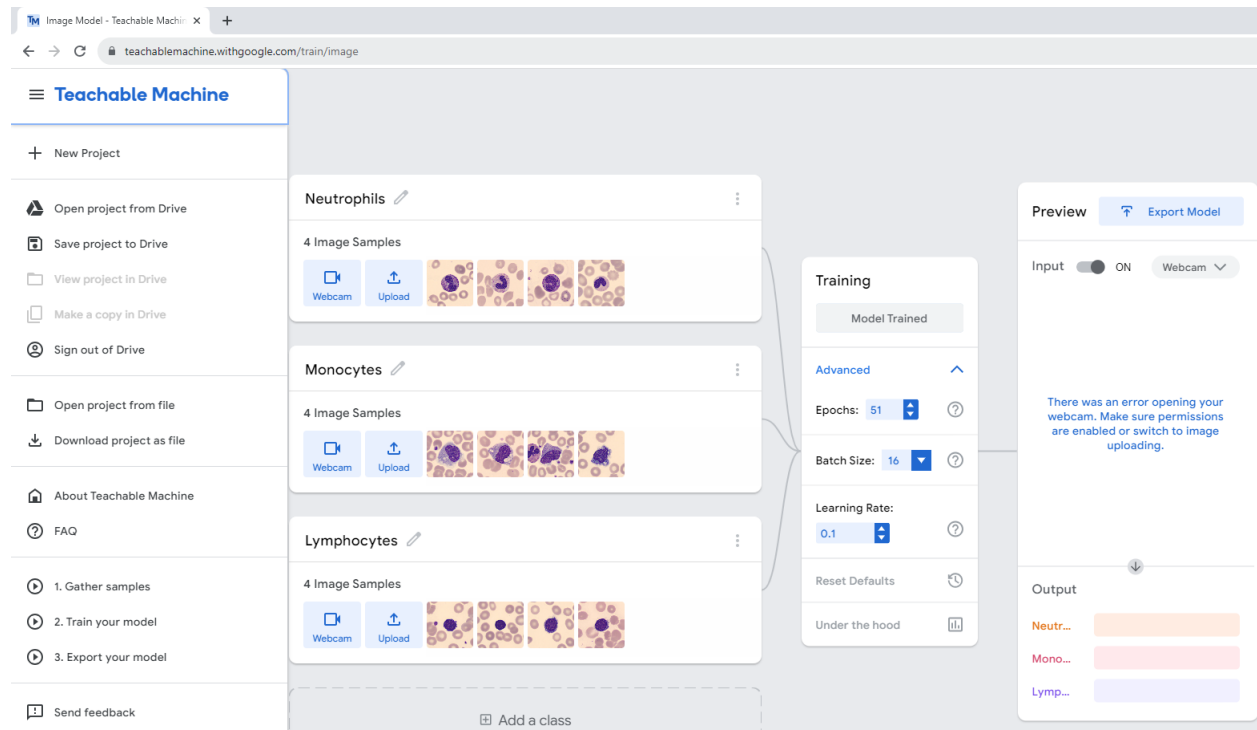 Image Model - Teachable Machin
teachablemachine.withgoogle.com/train/image
Teachable Machine
New Project
Open project from Drive
Save project to Drive
View project in Drive
Make a copy in Drive
Sign out of Drive
Open project from file
Download project as file
About Teachable Machine
FAQ
1. Gather samples
2. Train your model
3. Export your model
Send feedback
Neutrophils
4 Image Samples
Webcam
Upload
Monocytes
4 Image Samples
Webcam
Upload
Lymphocytes
4 Image Samples
Webcam
Upload
Add a class
Training
Model Trained
Advanced
Epochs: 51
Batch Size: 16
Learning Rate:
0.1
Reset Defaults
Under the hood
Preview
Export Model
Input ON Webcam
There was an error opening your
webcam. Make sure permissions
are enabled or switch to image
uploading.
Output
Neutr...
Mono...
Lymp...